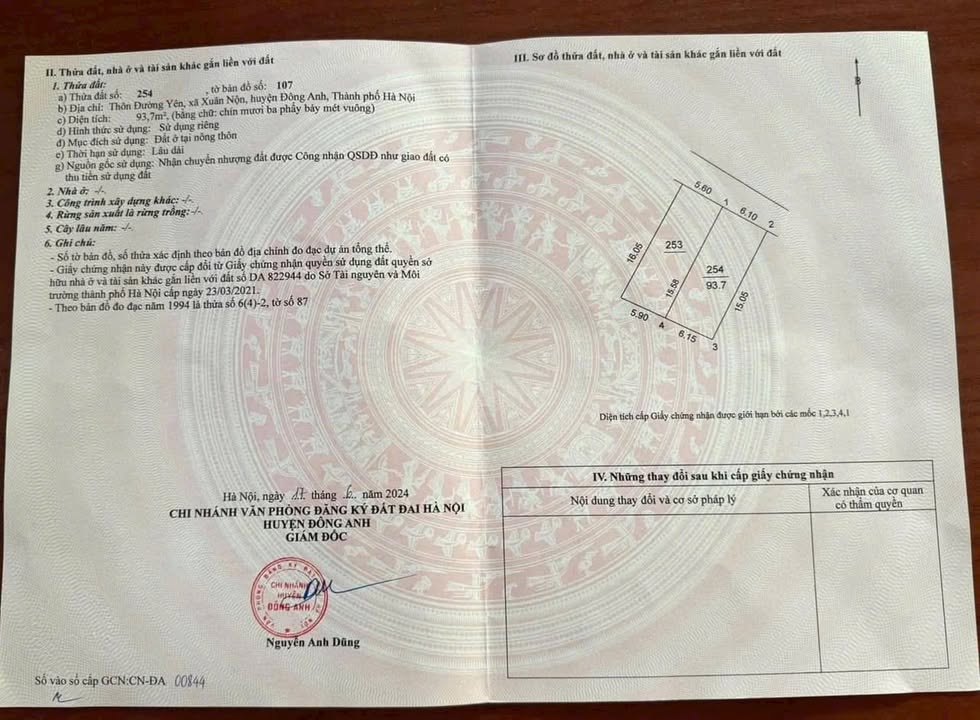 II. Thửa đất, nhà ở và tài sản khác gắn liền với đất
1. Thửa đất:
a) Thửa đất số: 254 , tờ bản đồ số: 107
b) Địa chỉ: Thôn Đường Yên, xã Xuân Nộn, huyện Đông Anh, Thành phố Hà Nội
c) Diện tích: 93,7m², (bằng chữ: chín mươi ba phẩy bảy mét vuông)
d) Hình thức sử dụng: Sử dụng riêng
đ) Mục đích sử dụng: Đất ở tại nông thôn
e) Thời hạn sử dụng: Lâu dài
g) Nguồn gốc sử dụng: Nhận chuyển nhượng đất được Công nhận QSDĐ như giao đất có
thu tiền sử dụng đất
2. Nhà ở: -/-
3. Công trình xây dựng khác: -/-
4. Rừng sản xuất là rừng trồng: -/-
5. Cây lâu năm: -/-
6. Ghi chú:
- Số tờ bản đồ, số thửa xác định theo bản đồ địa chính đo đạc dự án tổng thể.
- Giấy chứng nhận này được cấp đổi từ Giấy chứng nhận quyền sử dụng đất quyền sở
hữu nhà ở và tài sản khác gắn liền với đất số DA 822944 do Sở Tài nguyên và Môi
trường thành phố Hà Nội cấp ngày 23/03/2021.
- Theo bản đồ đo đạc năm 1994 là thửa số 6(4)-2, tờ số 87
Hà Nội, ngày 17 tháng 6 năm 2024
CHI NHÁNH VĂN PHÒNG ĐĂNG KÝ ĐẤT ĐAI HÀ NỘI
HUYỆN ĐÔNG ANH
GIÁM ĐỐC
CHI NHÁNH
HUYỆN
ĐÔNG ANH
Nguyễn Anh Dũng
Số vào sổ cấp GCN:CN-ĐA 00844
III. Sơ đồ thửa đất, nhà ở và tài sản khác gắn liền với đất
B
5.60
1
6.10
2
16.05
253
254
93.7
15.58
15.05
5.90
4
6.15
3
Diện tích cấp Giấy chứng nhận được giới hạn bởi các mốc 1,2,3,4,1
IV. Những thay đổi sau khi cấp giấy chứng nhận
Nội dung thay đổi và cơ sở pháp lý
Xác nhận của cơ quan
có thẩm quyền